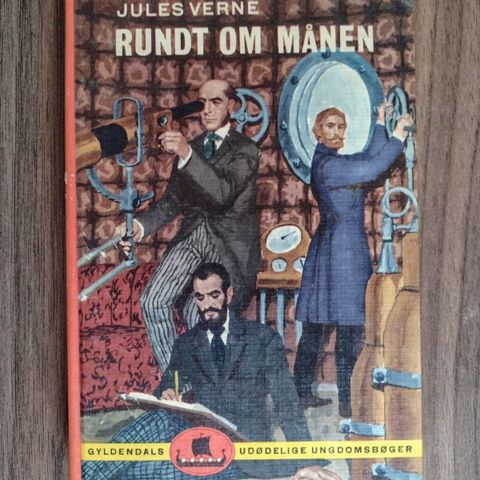 JULES VERNE
RUNDT OM MÅNEN
GYLDENDALS UDØDELIGE UNGDOMSBØGER